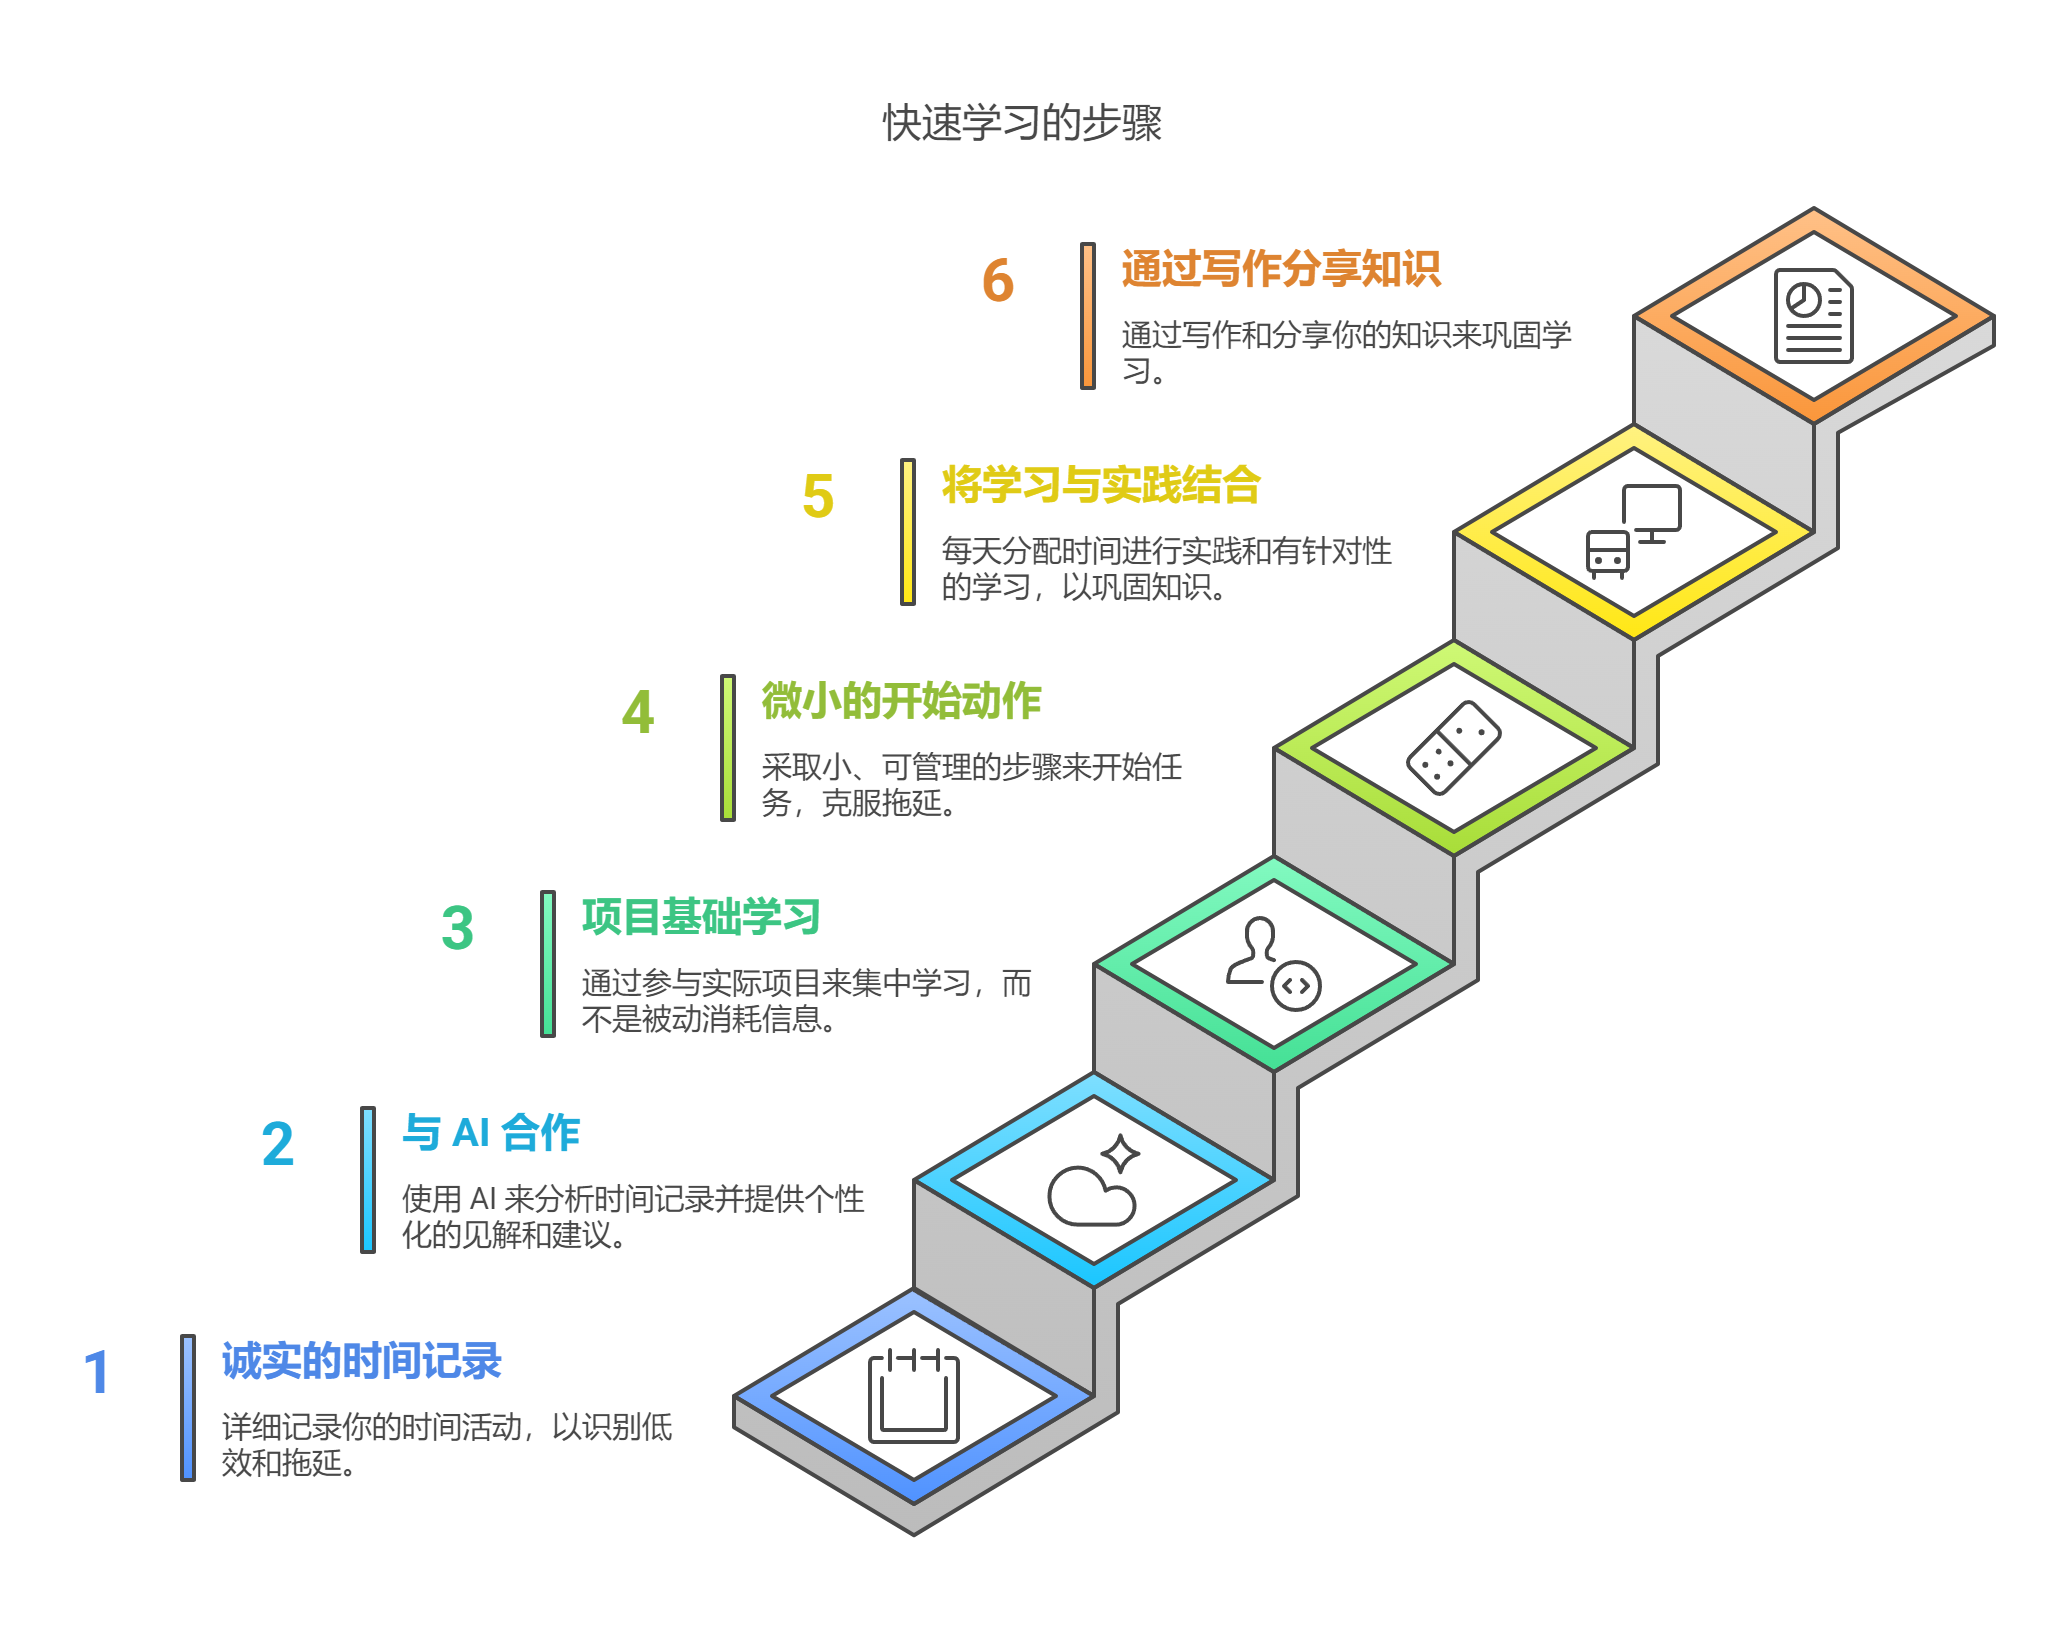 快速学习的步骤
6
通过写作分享知识
通过写作和分享你的知识来巩固学
习。
5
将学习与实践结合
每天分配时间进行实践和有针对性
的学习，以巩固知识。
4
微小的开始动作
采取小、可管理的步骤来开始任
务，克服拖延。
3
项目基础学习
通过参与实际项目来集中学习，而
不是被动消耗信息。
2
与 AI 合作
使用 AI 来分析时间记录并提供个性
化的见解和建议。
1
诚实的时间记录
详细记录你的时间活动，以识别低
效和拖延。